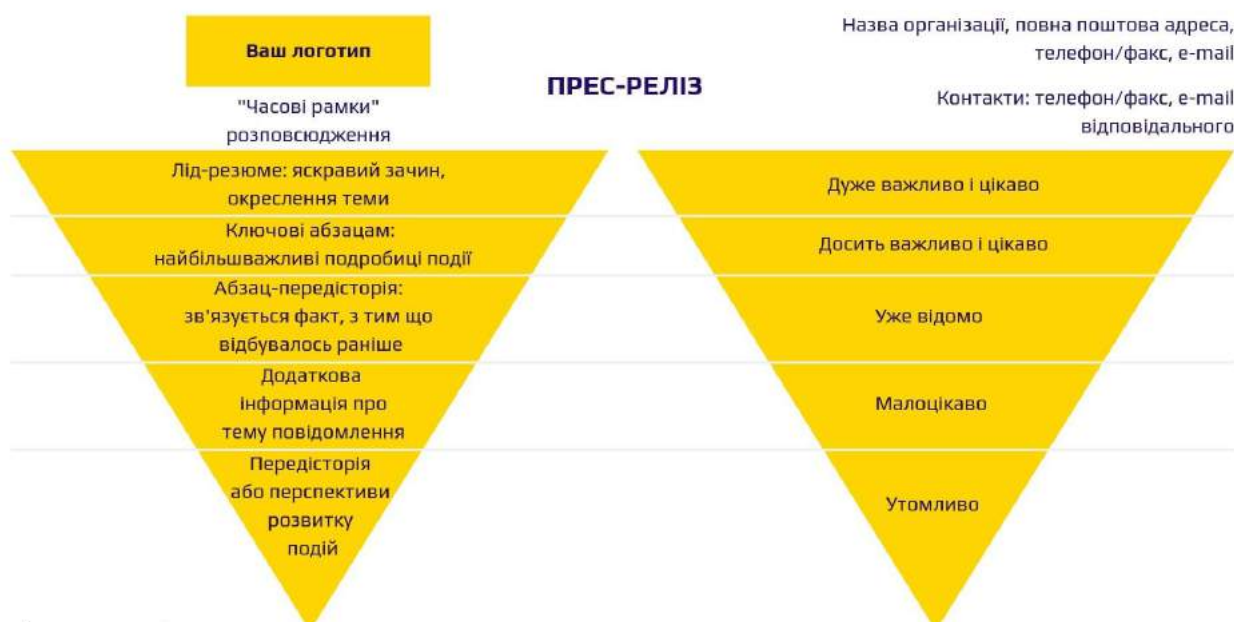 Ваш логотип
"Часові рамки"
розповсюдження
ПРЕС-РЕЛІЗ
Назва організації, повна поштова адреса,
телефон/факс, e-mail
Контакти: телефон/факс, e-mail
відповідального
Лід-резюме: яскравий зачин,
окреслення теми
Ключові абзацам:
найбільшважливі подробиці події
Абзац-передісторія:
зв'язується факт, з тим що
відбувалось раніше
Додаткова
інформація про
тему повідомлення
Передісторія
або перспективи
розвитку
подій
Дуже важливо і цікаво
Досить важливо і цікаво
Уже відомо
Малоцікаво
Утомливо